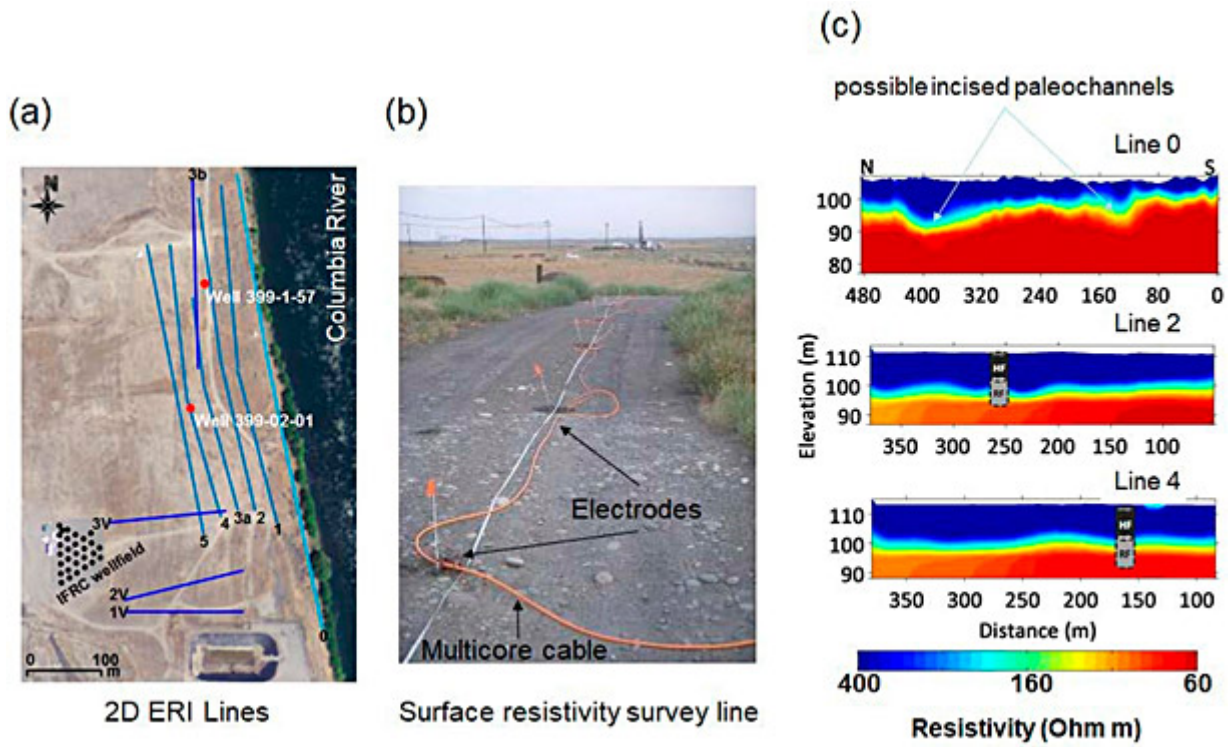 (a)
N
3b
Columbia River
Well 399-1-57
Well 399-02-01
3V
5
4
3a
2
1
IFRC wellfield
2V
1V
0
0 100
m
2D ERI Lines
(b)
Electrodes
Multicore cable
Surface resistivity survey line
(c)
possible incised paleochannels
Line 0
N S
100
90
80
480 400 320 240 160 140 80 0
Line 2
Elevation (m)
110
100
90
HF
RF
350 300 250 200 150 100
Line 4
110
100
90
HF
RF
350 300 250 200 150 100
Distance (m)
400 160 60
Resistivity (Ohm m)